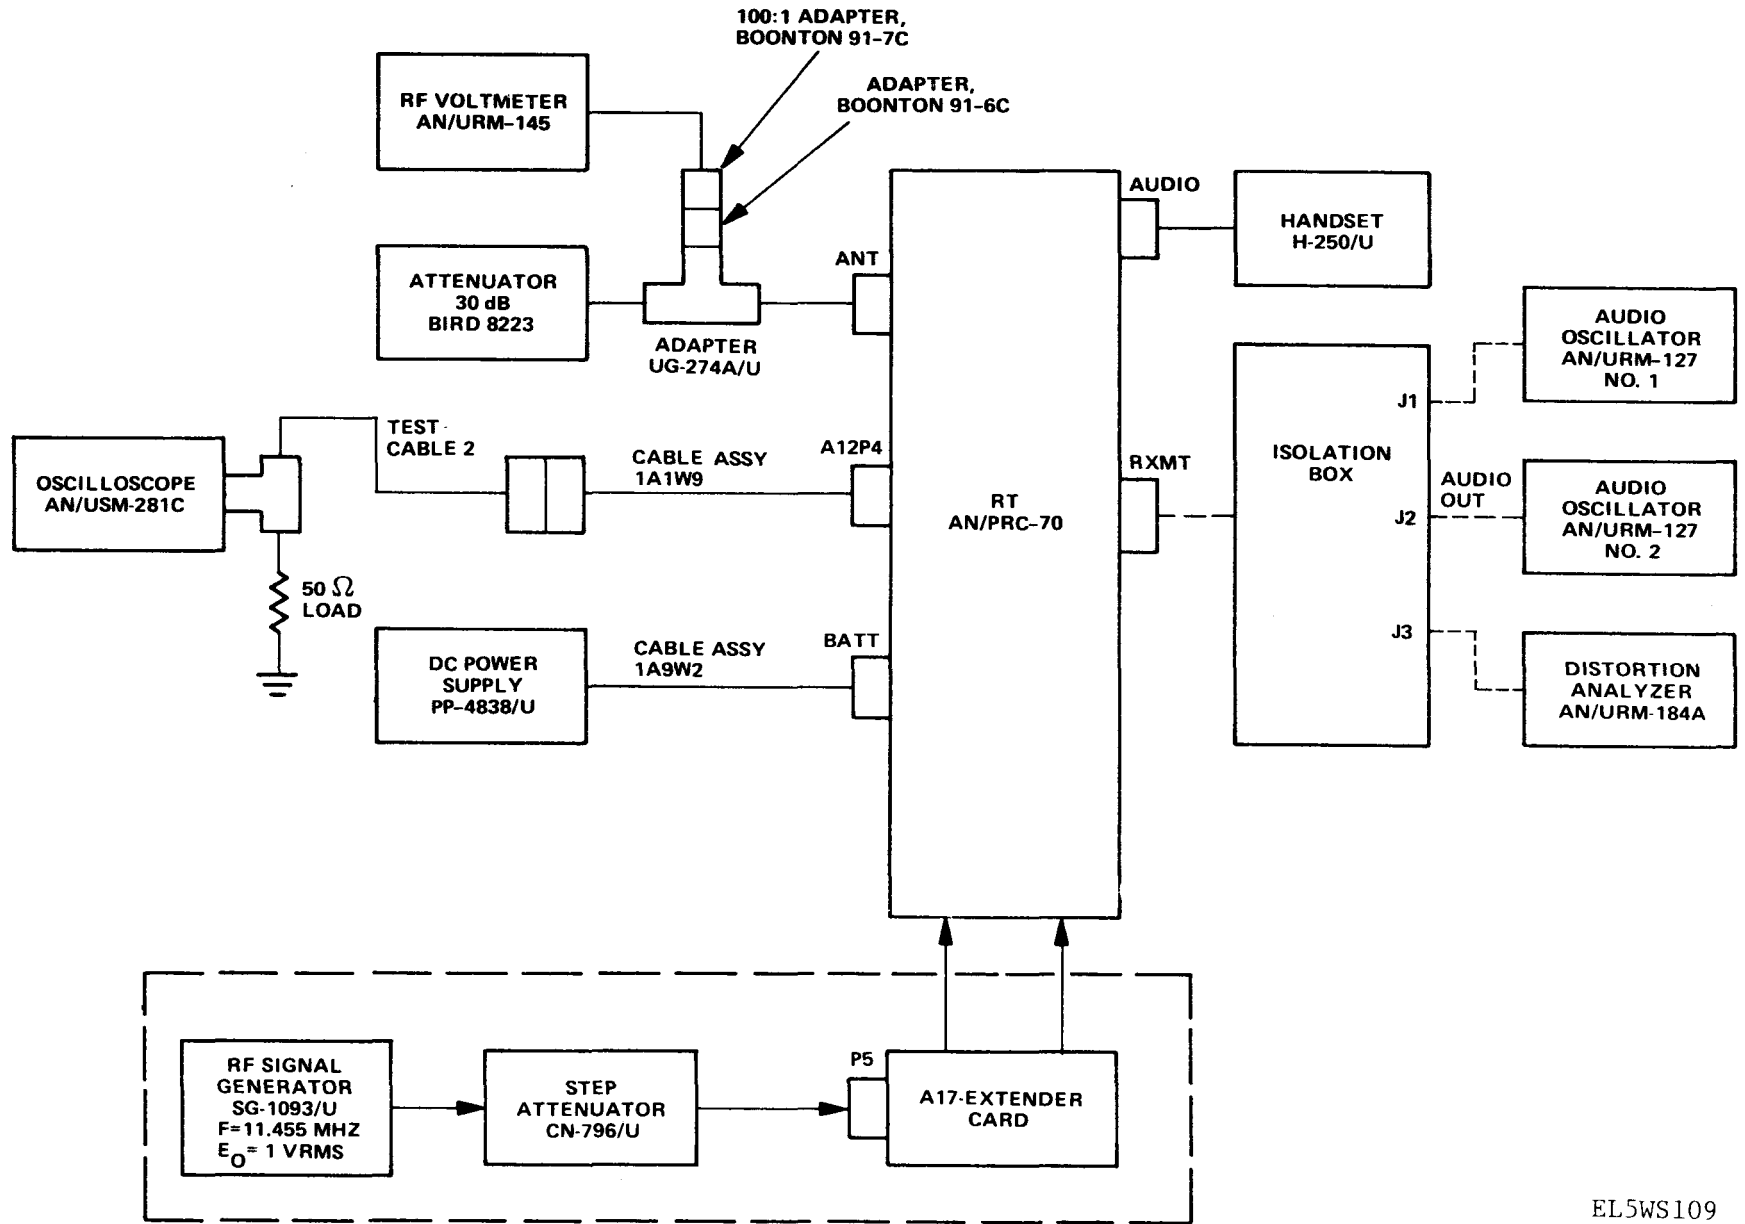 100:1 ADAPTER,
BOONTON 91-7C
ADAPTER,
BOONTON 91-6C
RF VOLTMETER
AN/URM-145
ATTENUATOR
30 dB
BIRD 8223
ADAPTER
UG-274A/U
ANT
AUDIO
HANDSET
H-250/U
OSCILLOSCOPE
AN/USM-281C
TEST
CABLE 2
50 Ω
LOAD
CABLE ASSY
1A1W9
A12P4
RT
AN/PRC-70
RXMT
ISOLATION
BOX
J1
J2
J3
AUDIO
OUT
AUDIO
OSCILLATOR
AN/URM-127
NO. 1
AUDIO
OSCILLATOR
AN/URM-127
NO. 2
DISTORTION
ANALYZER
AN/URM-184A
DC POWER
SUPPLY
PP-4838/U
CABLE ASSY
1A9W2
BATT
RF SIGNAL
GENERATOR
SG-1093/U
F=11.455 MHZ
EO= 1 VRMS
STEP
ATTENUATOR
CN-796/U
P5
A17-EXTENDER
CARD
EL5WS109